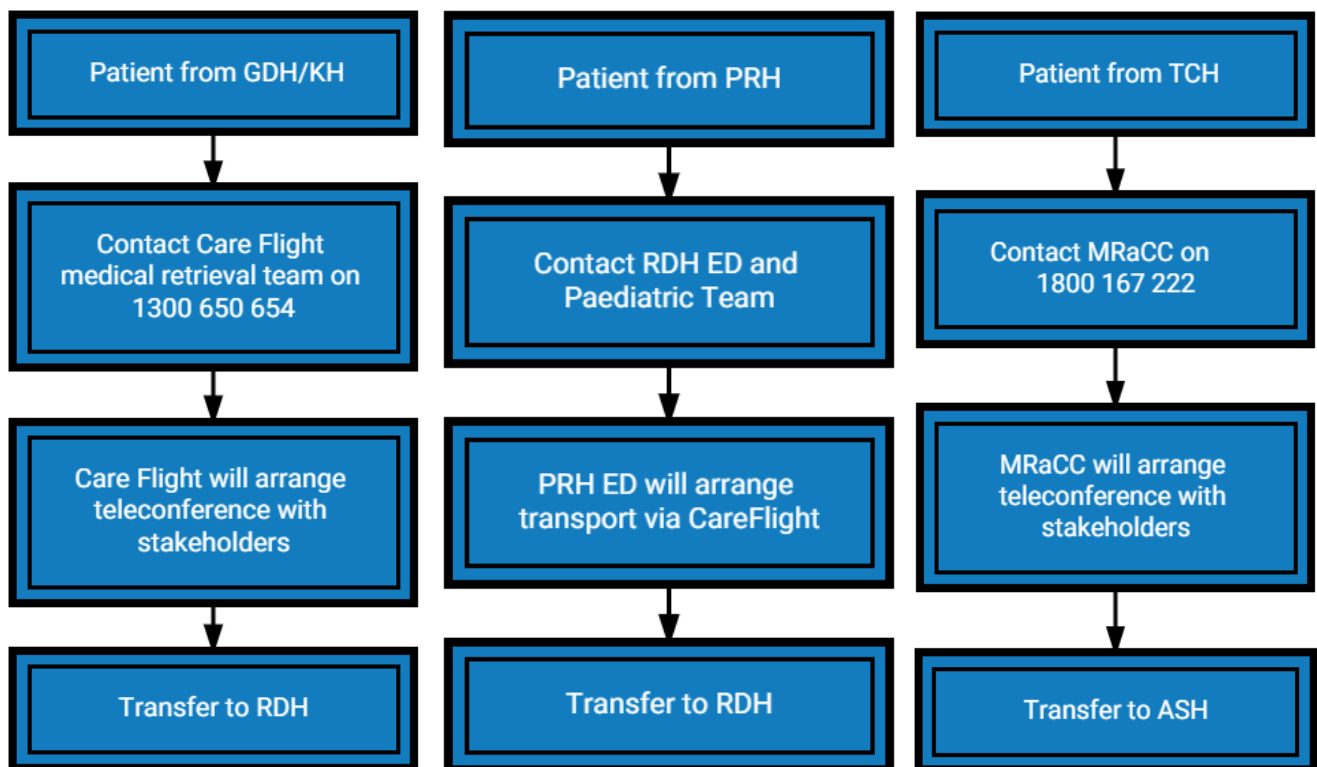 Patient from GDH/KH
Contact Care Flight
medical retrieval team on
1300 650 654
Care Flight will arrange
teleconference with
stakeholders
Transfer to RDH
Patient from PRH
Contact RDH ED and
Paediatric Team
PRH ED will arrange
transport via CareFlight
Transfer to RDH
Patient from TCH
Contact MRaCC on
1800 167 222
MRaCC will arrange
teleconference with
stakeholders
Transfer to ASH